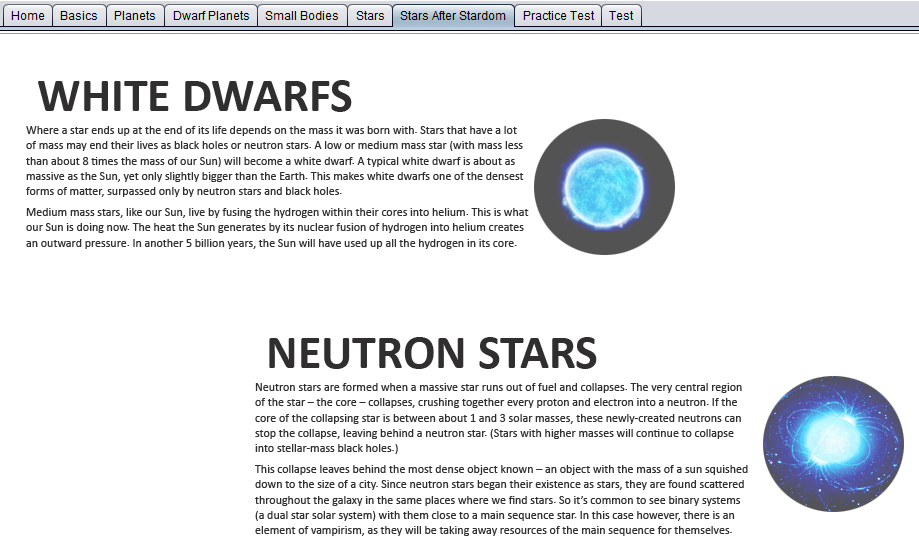 Home Basics Planets Dwarf Planets Small Bodies Stars Stars After Stardom Practice Test Test
WHITE DWARFS
Where a star ends up at the end of its life depends on the mass it was born with. Stars that have a lot
of mass may end their lives as black holes or neutron stars. A low or medium mass star (with mass less
than about 8 times the mass of our Sun) will become a white dwarf. A typical white dwarf is about as
massive as the Sun, yet only slightly bigger than the Earth. This makes white dwarfs one of the densest
forms of matter, surpassed only by neutron stars and black holes.
Medium mass stars, like our Sun, live by fusing the hydrogen within their cores into helium. This is what
our Sun is doing now. The heat the Sun generates by its nuclear fusion of hydrogen into helium creates
an outward pressure. In another 5 billion years, the Sun will have used up all the hydrogen in its core.
NEUTRON STARS
Neutron stars are formed when a massive star runs out of fuel and collapses. The very central region
of the star – the core – collapses, crushing together every proton and electron into a neutron. If the
core of the collapsing star is between about 1 and 3 solar masses, these newly-created neutrons can
stop the collapse, leaving behind a neutron star. (Stars with higher masses will continue to collapse
into stellar-mass black holes.)
This collapse leaves behind the most dense object known – an object with the mass of a sun squished
down to the size of a city. Since neutron stars began their existence as stars, they are found scattered
throughout the galaxy in the same places where we find stars. So it's common to see binary systems
(a dual star solar system) with them close to a main sequence star. In this case however, there is an
element of vampirism, as they will be taking away resources of the main sequence for themselves.